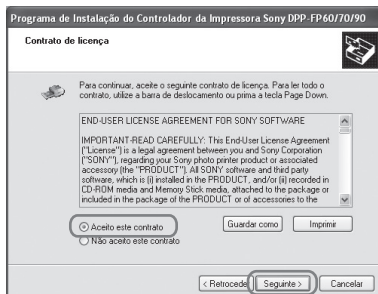 Programa de Instalação do Controlador da Impressora Sony DPP-FP60/70/90
Contrato de licença
Para continuar, aceite o seguinte contrato de licença. Para ler todo o
contrato, utilize a barra de deslocamento ou prima a tecla Page Down.
END-USER LICENSE AGREEMENT FOR SONY SOFTWARE
IMPORTANT-READ CAREFULLY: This End-User License Agreement
("License") is a legal agreement between you and Sony Corporation
("SONY"), regarding your Sony photo printer product or associated
accessory (the "PRODUCT"). All SONY software and third party
software, which is (i) installed in the PRODUCT, and/or (ii) recorded in
CD-ROM media and Memory Stick media, attached to the package or
included in the package of the PRODUCT or of accessories to the
Aceito este contrato
Não aceito este contrato
Guardar como
Imprimir
< Retrocede
Seguinte >
Cancelar